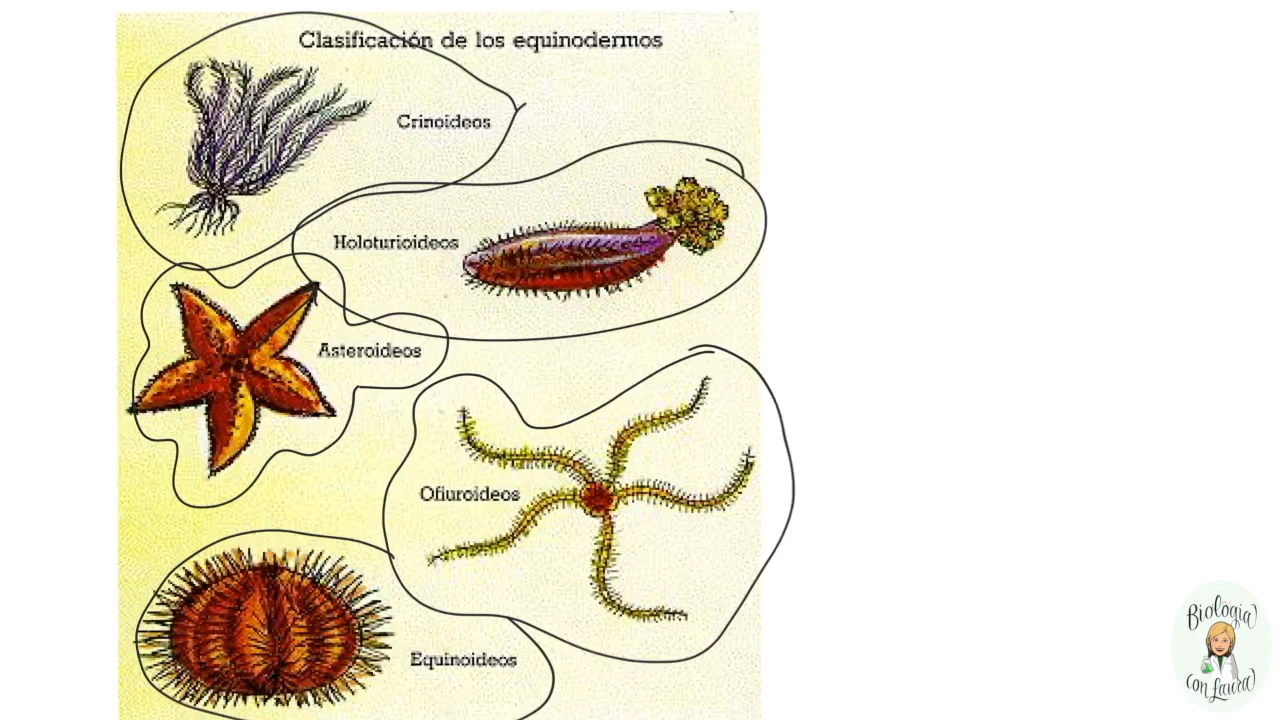 Clasificación de los equinodermos
Crinoideos
Holoturioideos
Asteroideos
Ofiuroideos
Equinoideos
Biología
con Laura